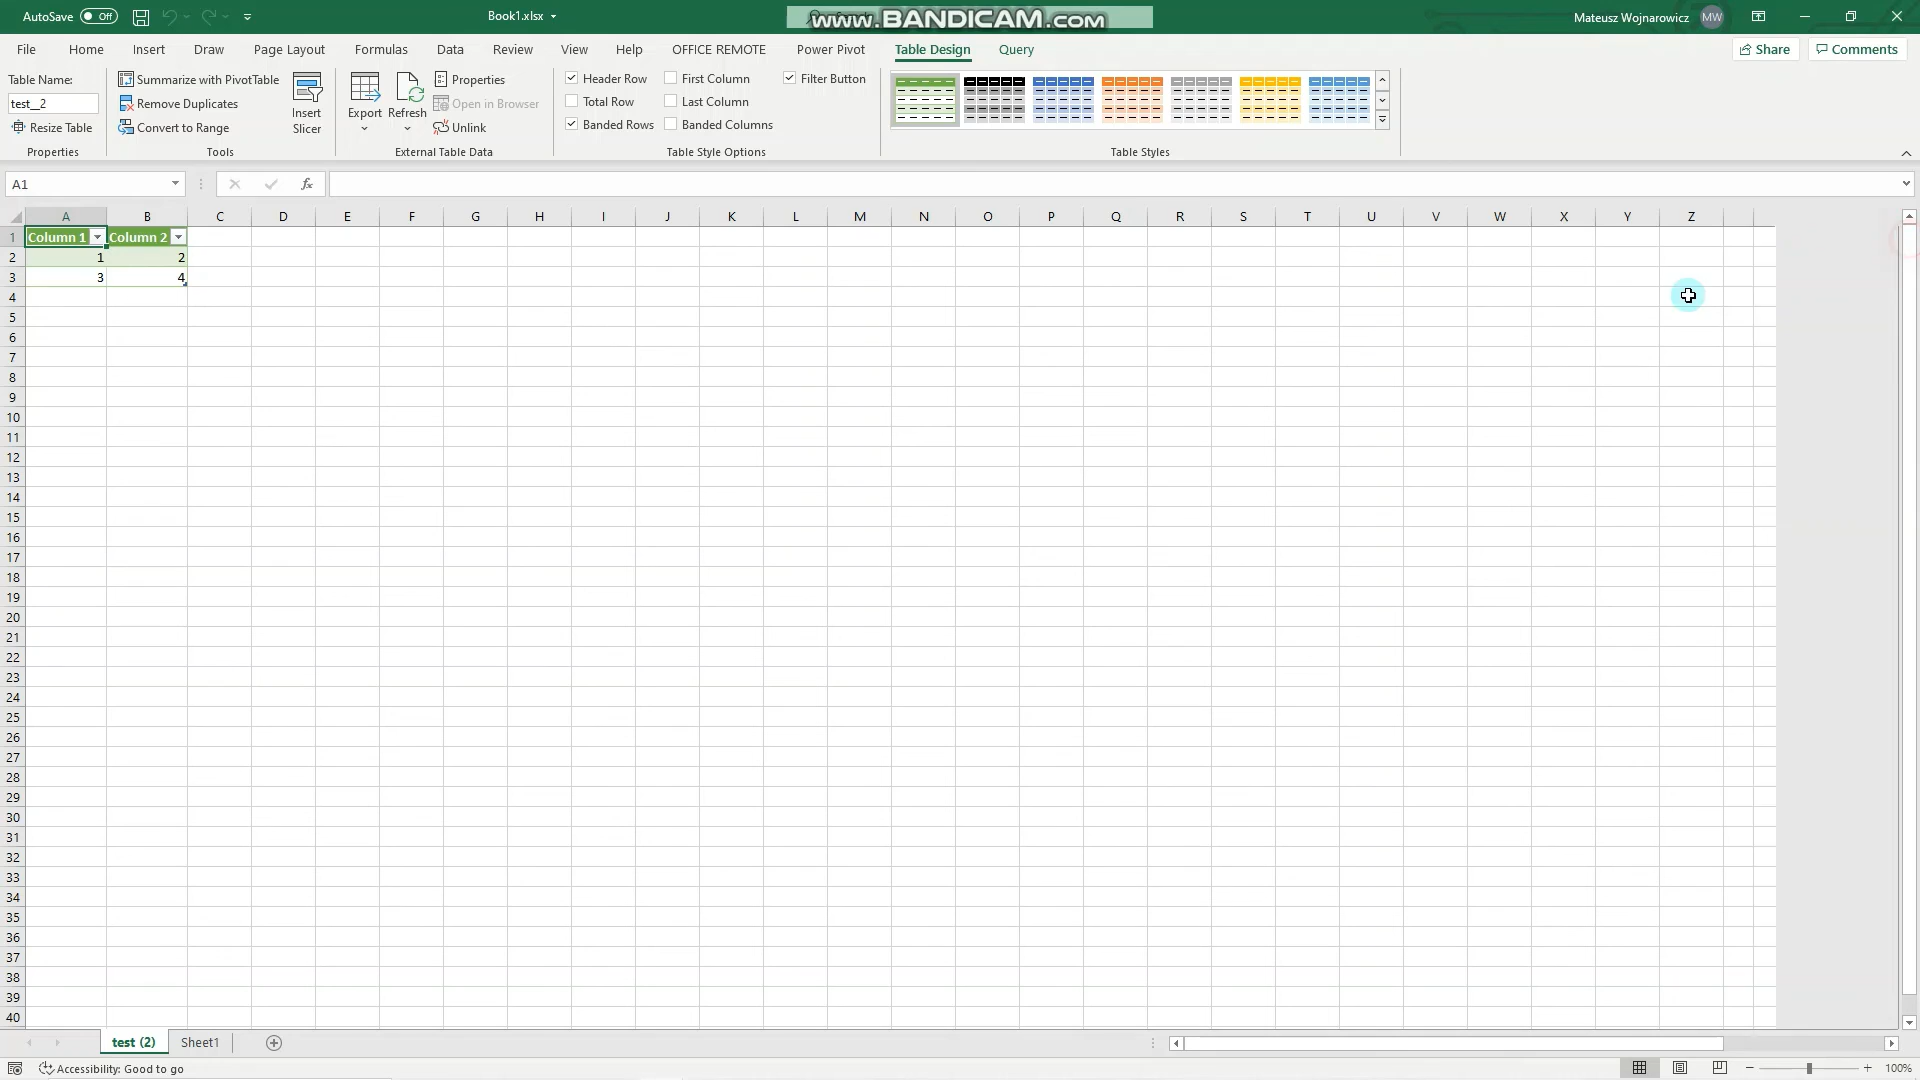 AutoSave Off Book1.xlsx WWW.BANDICAM.COM Mateusz Wojnarowicz MW
File Home Insert Draw Page Layout Formulas Data Review View Help OFFICE REMOTE Power Pivot Table Design Query Share Comments
Table Name:
test__2
Resize Table
Properties
Summarize with PivotTable
Remove Duplicates
Convert to Range
Insert
Slicer
Tools
Export
Refresh
Properties
Open in Browser
Unlink
External Table Data
Header Row First Column Filter Button
Total Row Last Column
Banded Rows Banded Columns
Table Style Options
Table Styles
A1 fx
A B C D E F G H I J K L M N O P Q R S T U V W X Y Z
1 Column 1 Column 2
2 1 2
3 3 4
4
5
6
7
8
9
10
11
12
13
14
15
16
17
18
19
20
21
22
23
24
25
26
27
28
29
30
31
32
33
34
35
36
37
38
39
40
test (2) Sheet1
Accessibility: Good to go 100%